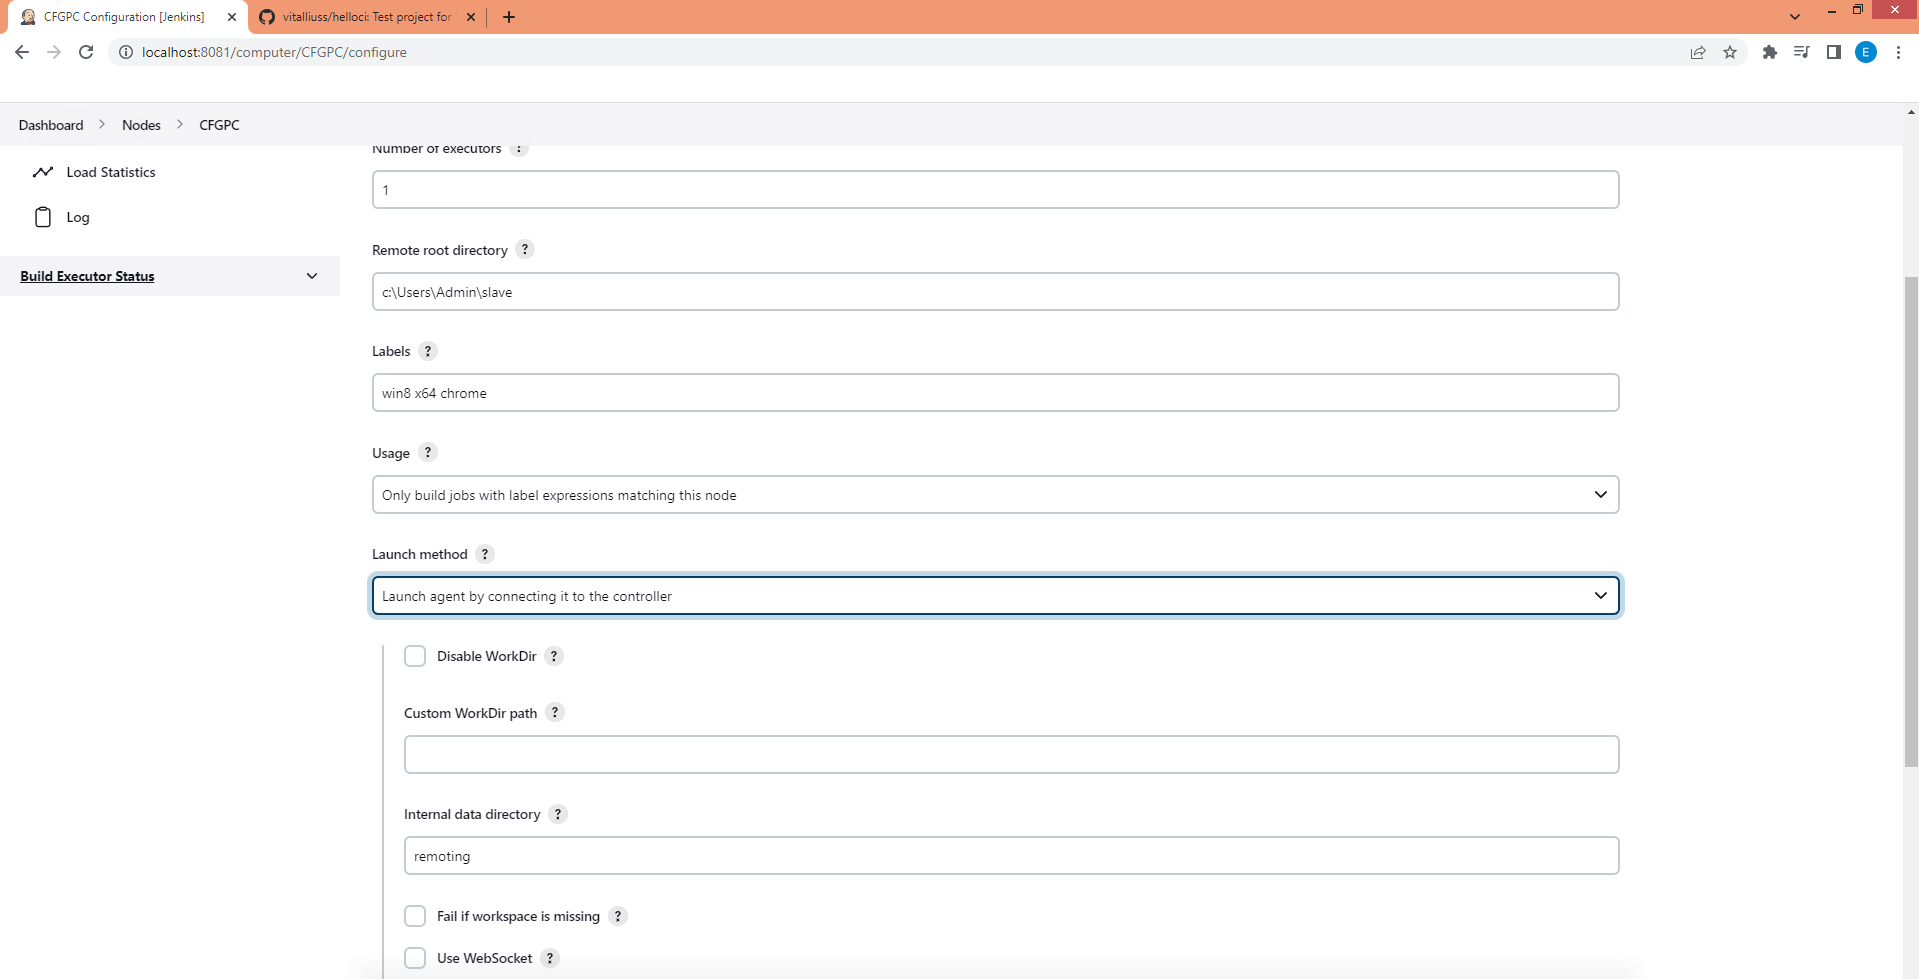 CFGPC Configuration [Jenkins]
vitalliuss/helloci: Test project for
localhost:8081/computer/CFGPC/configure
E
Dashboard
Nodes
CFGPC
Load Statistics
Log
Build Executor Status
Number of executors ?
1
Remote root directory ?
c:\Users\Admin\slave
Labels ?
win8 x64 chrome
Usage ?
Only build jobs with label expressions matching this node
Launch method ?
Launch agent by connecting it to the controller
Disable WorkDir ?
Custom WorkDir path ?
Internal data directory ?
remoting
Fail if workspace is missing ?
Use WebSocket ?